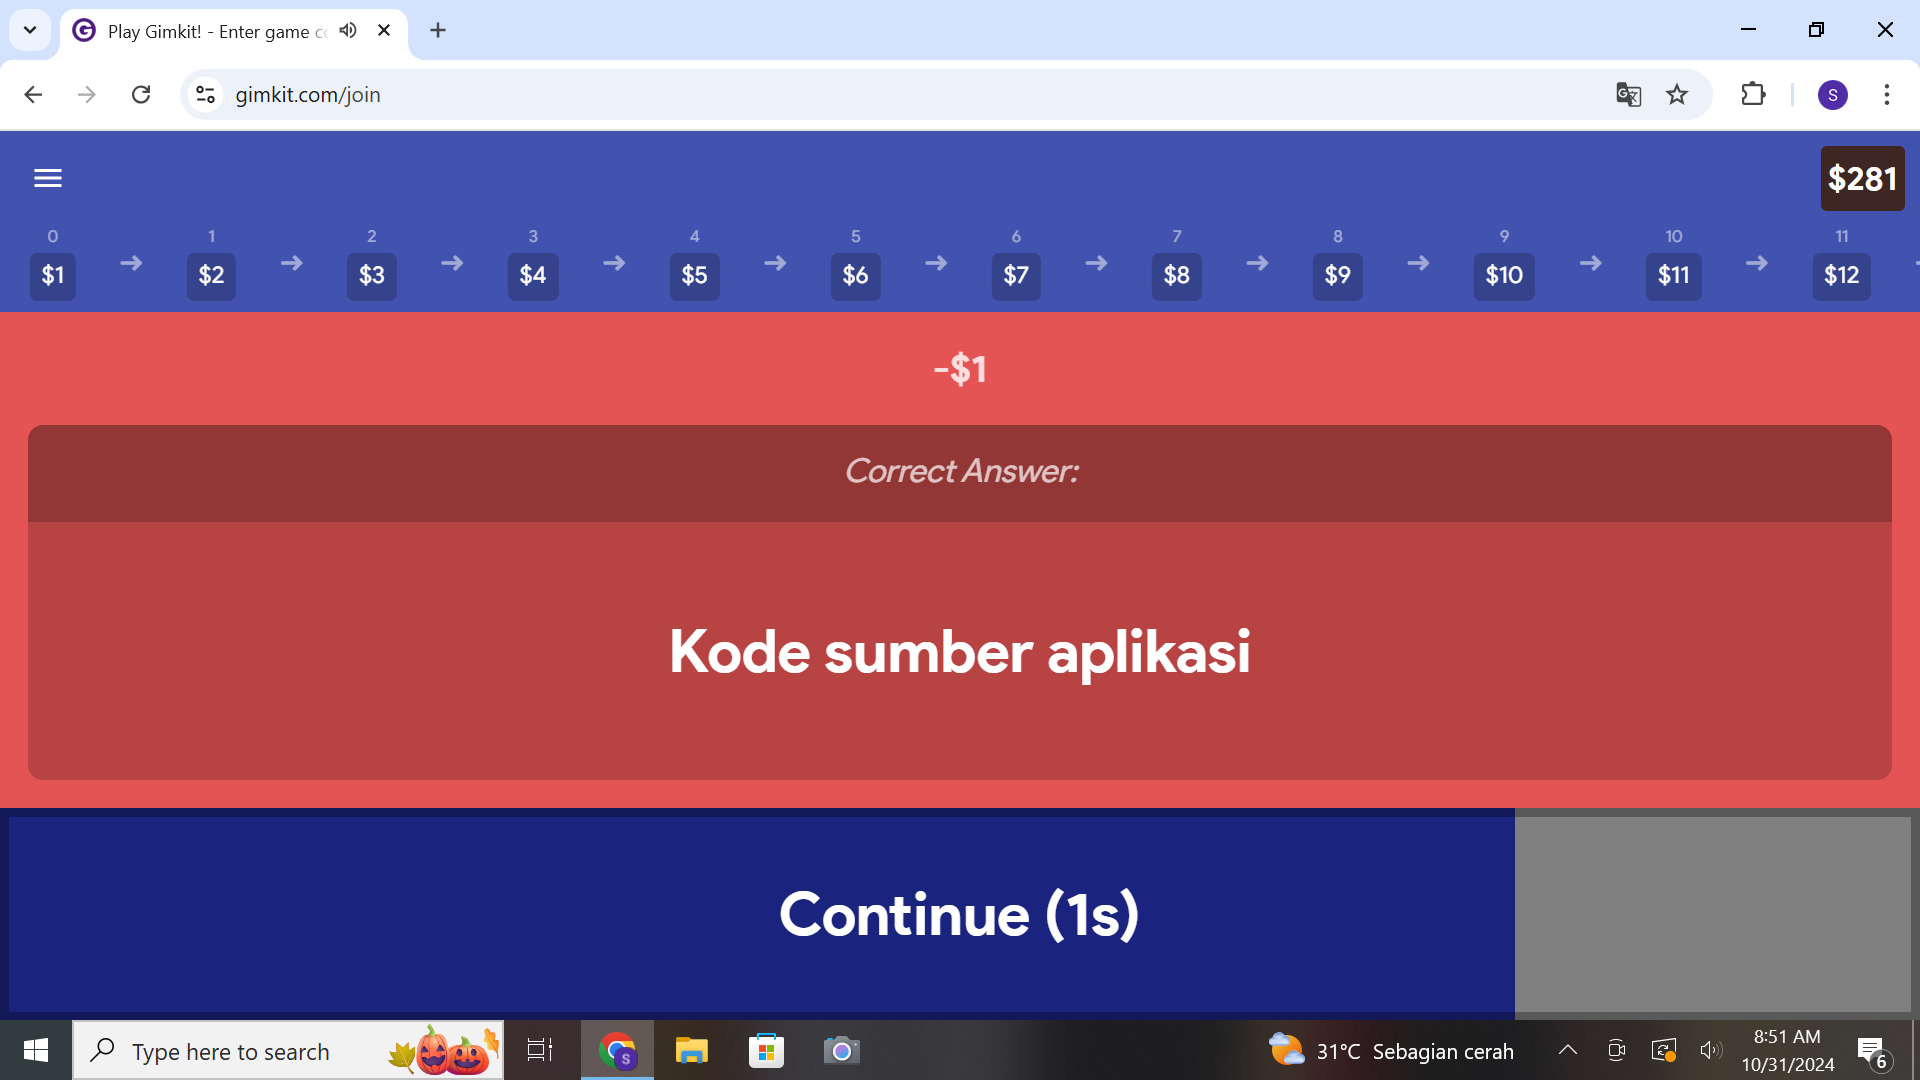 Play Gimkit! - Enter game c
gimkit.com/join
S
$281
0 1 2 3 4 5 6 7 8 9 10 11
$1 → $2 → $3 → $4 → $5 → $6 → $7 → $8 → $9 → $10 → $11 → $12
-$1
Correct Answer:
Kode sumber aplikasi
Continue (1s)
Type here to search
S
31°C Sebagian cerah
8:51 AM
10/31/2024
6